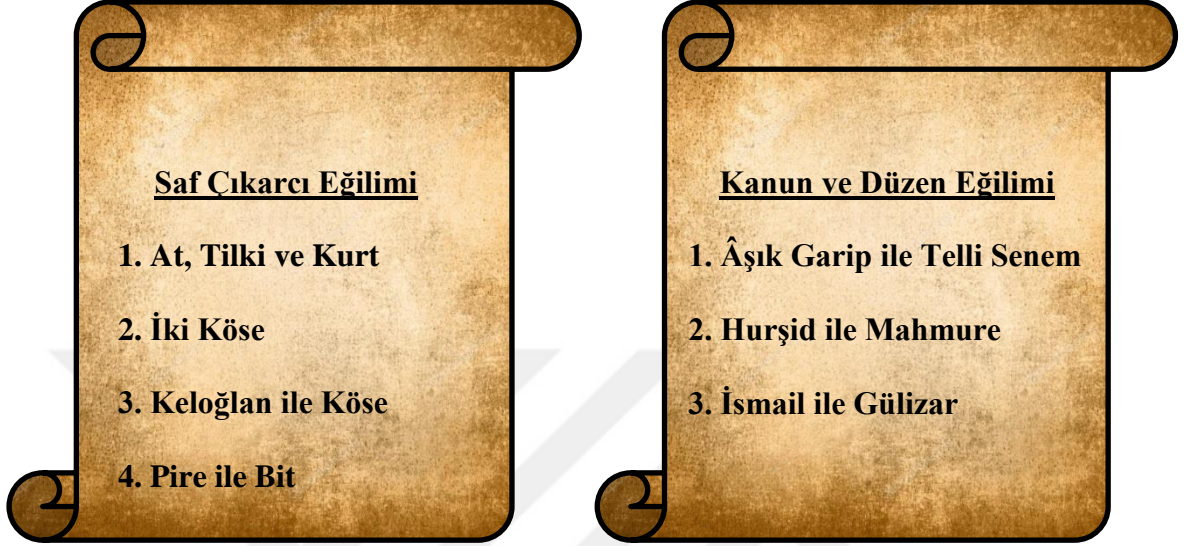 Saf Çıkarcı Eğilimi
1. At, Tilki ve Kurt
2. İki Köse
3. Keloğlan ile Köse
4. Pire ile Bit
Kanun ve Düzen Eğilimi
1. Âşık Garip ile Telli Senem
2. Hurşid ile Mahmure
3. İsmail ile Gülizar